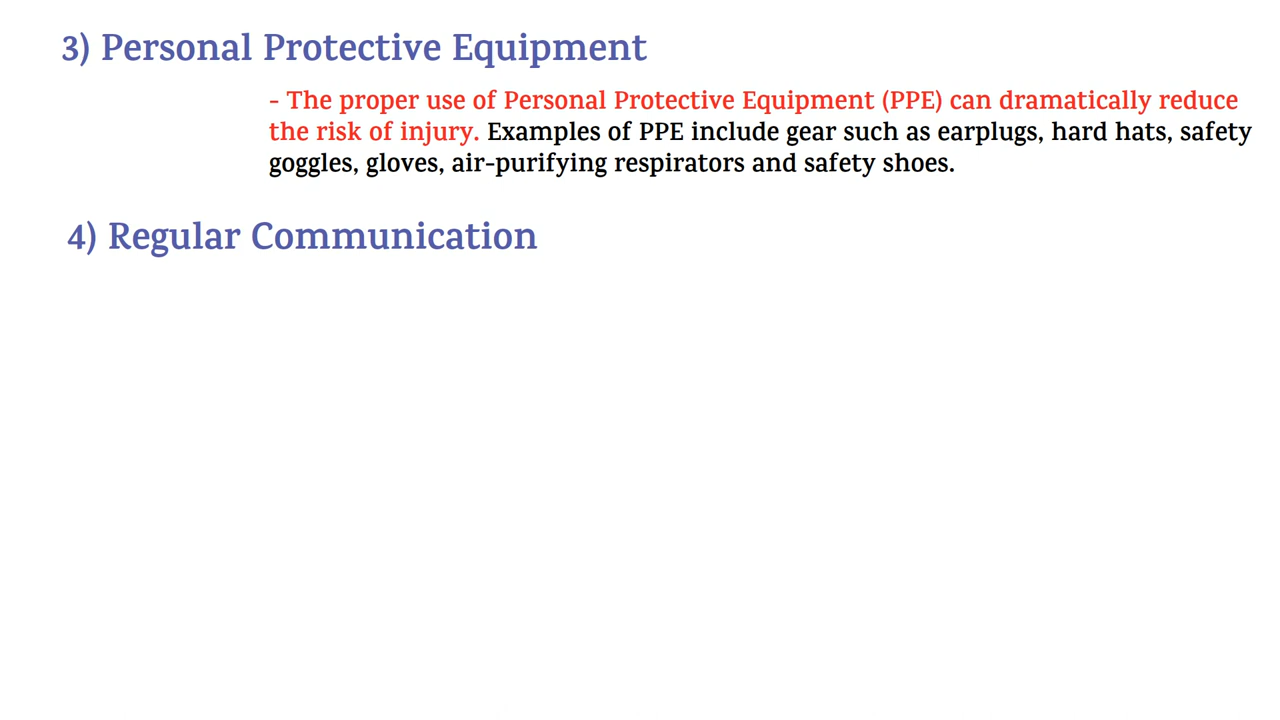 3) Personal Protective Equipment
- The proper use of Personal Protective Equipment (PPE) can dramatically reduce
the risk of injury. Examples of PPE include gear such as earplugs, hard hats, safety
goggles, gloves, air-purifying respirators and safety shoes.
4) Regular Communication